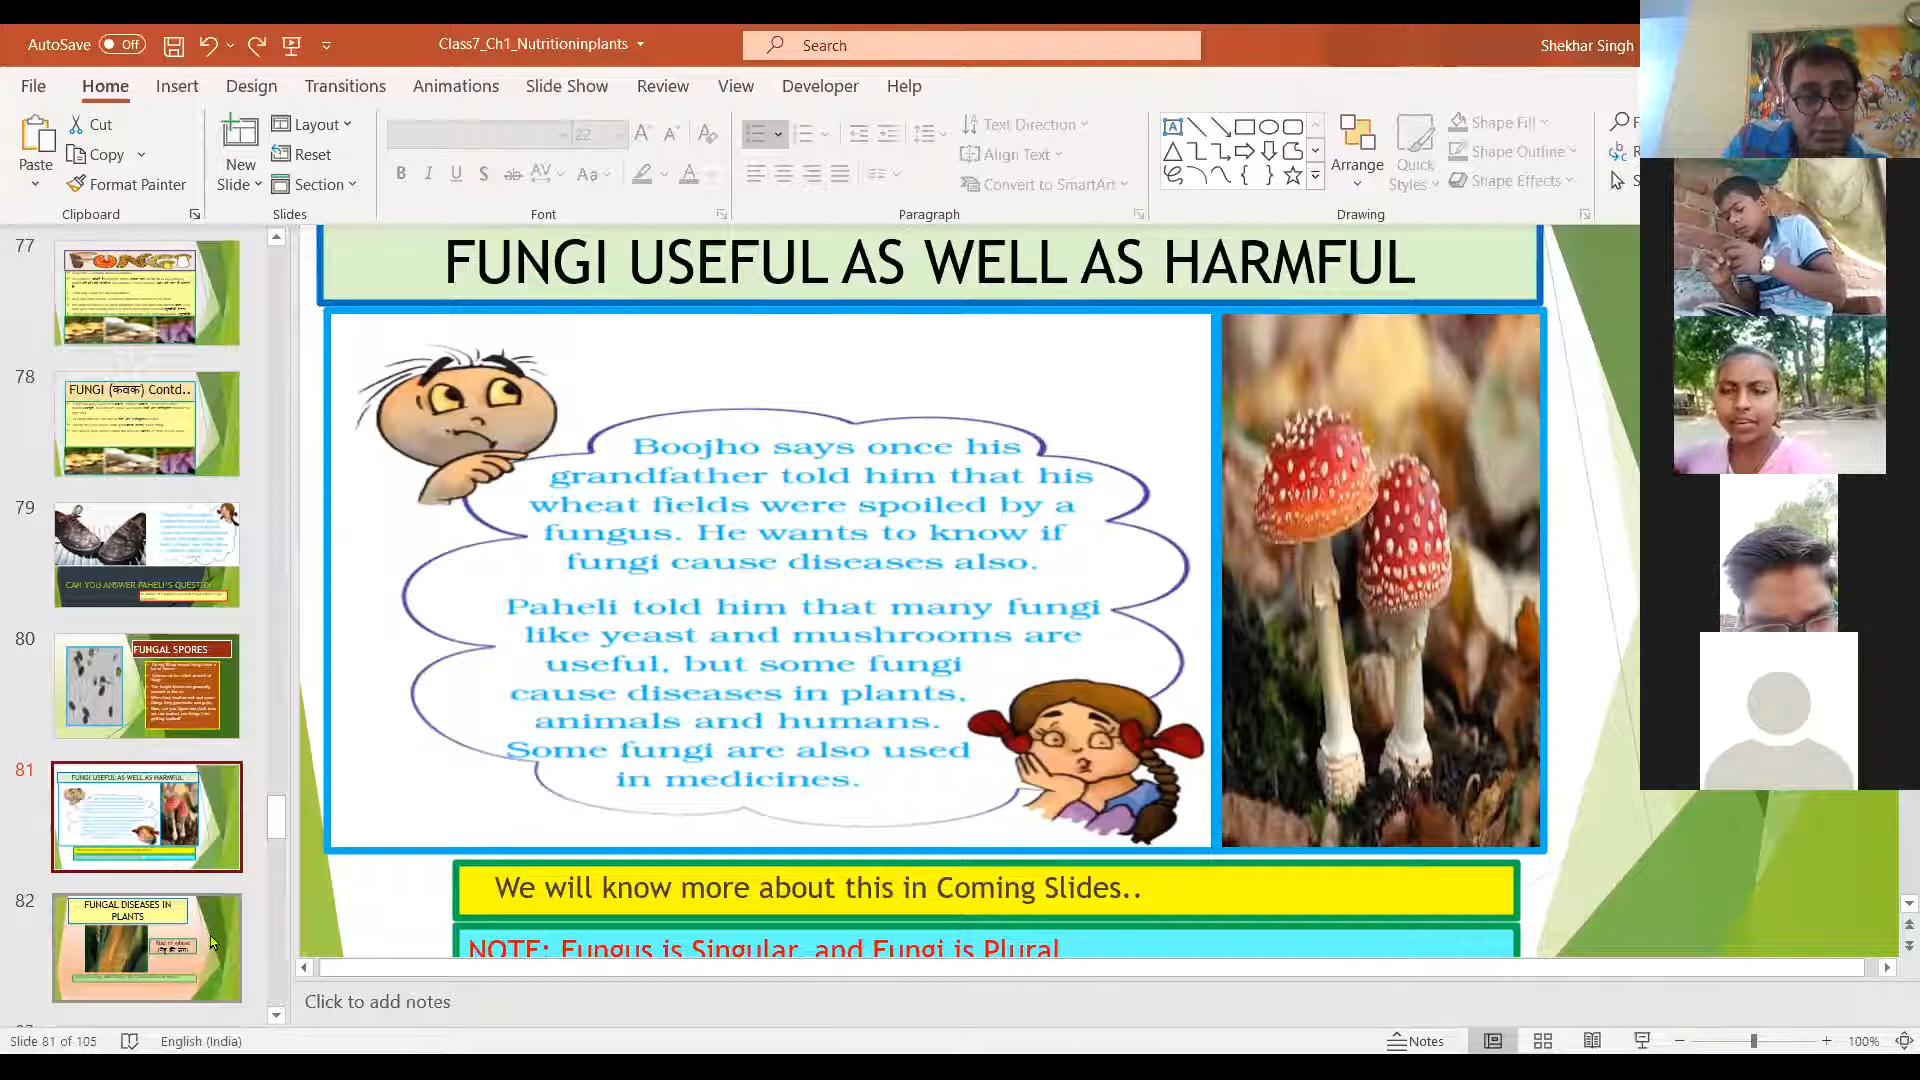 AutoSave Off
Class7_Ch1_Nutritioninplants
Search
Shekhar Singh
File Home Insert Design Transitions Animations Slide Show Review View Developer Help
Paste
Cut
Copy
Format Painter
Clipboard
New
Slide
Layout
Reset
Section
Slides
22
B I U S ab AV Aa A
Font
Text Direction
Align Text
Convert to SmartArt
Paragraph
Arrange
Quick
Styles
Shape Fill
Shape Outline
Shape Effects
Drawing
77
78
FUNGI (कवक) Contd..
79
CAN YOU ANSWER PAHELI'S QUESTION
80
FUNGAL SPORES
81
FUNGI USEFUL AS WELL AS HARMFUL
82
FUNGAL DISEASES IN
PLANTS
Rust of wheat
FUNGI USEFUL AS WELL AS HARMFUL
Boojho says once his
grandfather told him that his
wheat fields were spoiled by a
fungus. He wants to know if
fungi cause diseases also.
Paheli told him that many fungi
like yeast and mushrooms are
useful, but some fungi
cause diseases in plants,
animals and humans.
Some fungi are also used
in medicines.
We will know more about this in Coming Slides..
NOTE: Fungus is Singular, and Fungi is Plural
Click to add notes
Slide 81 of 105
English (India)
Notes
100%